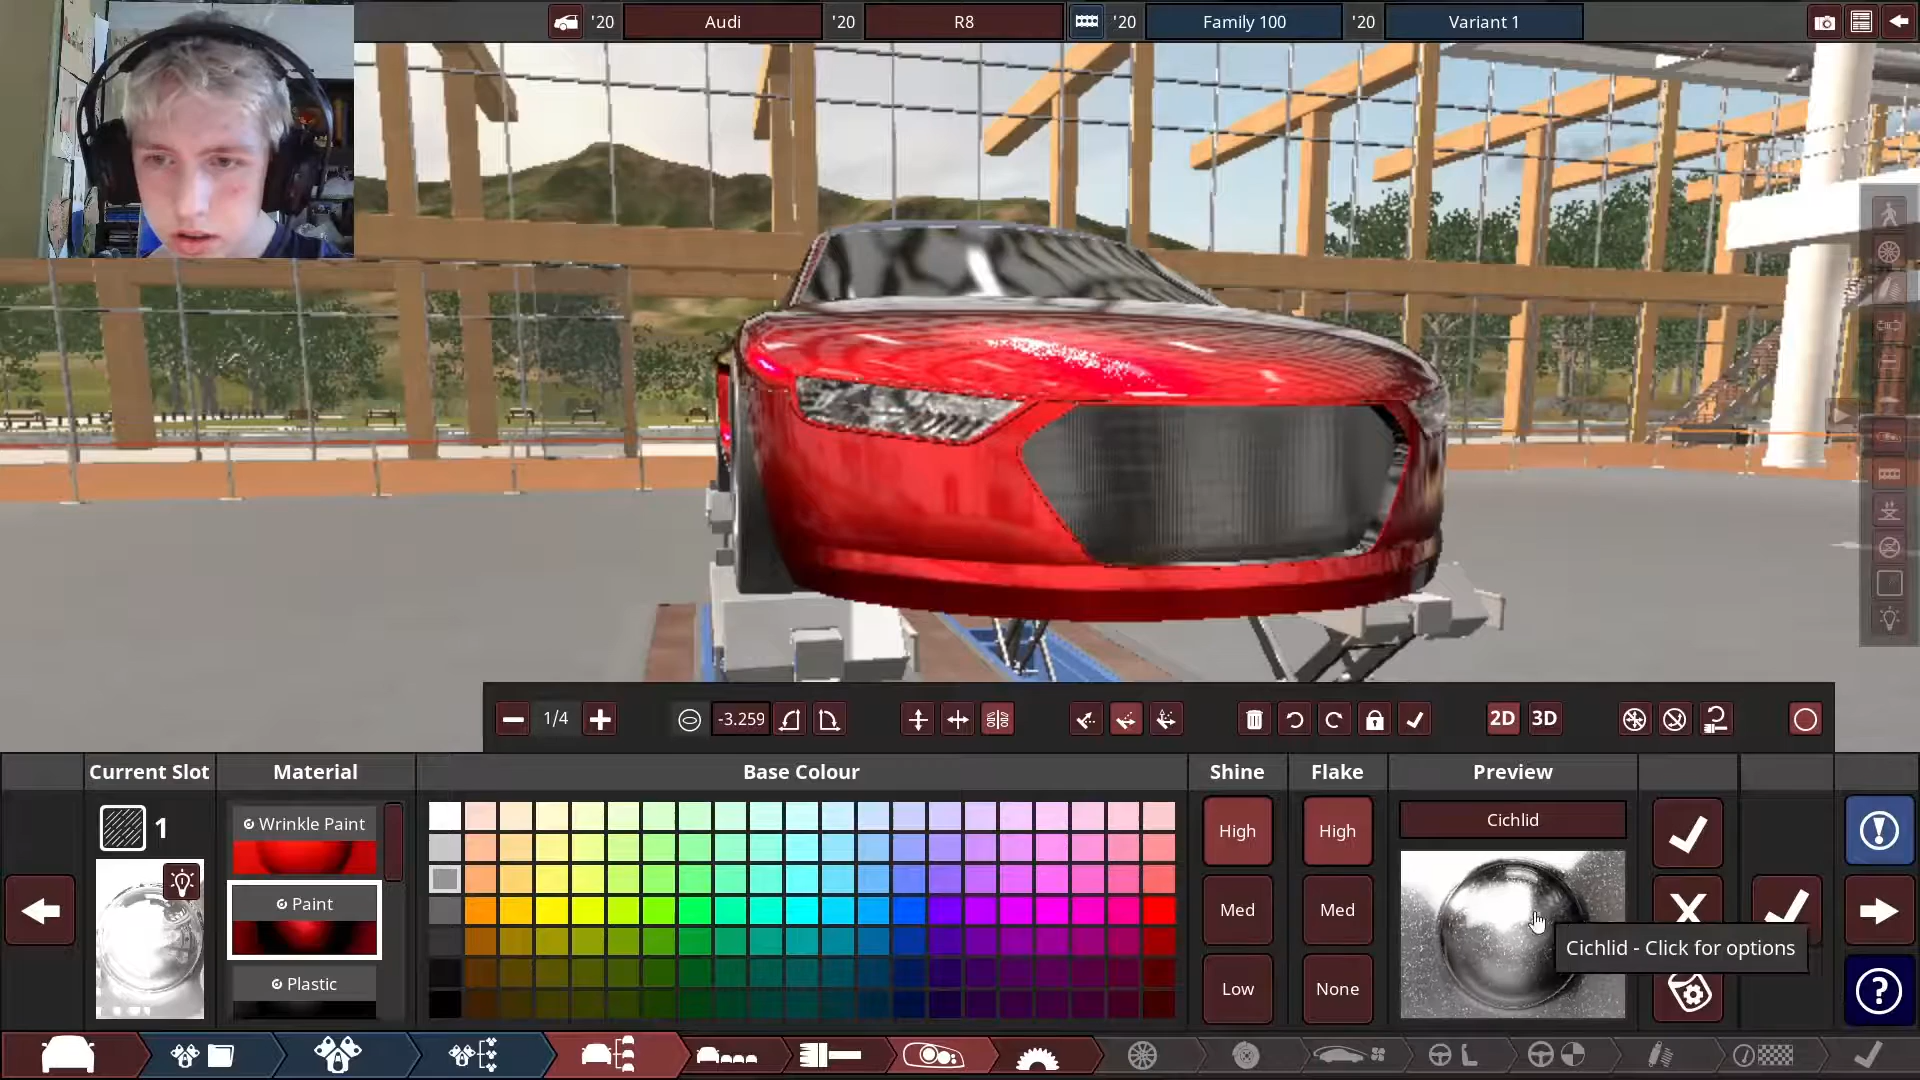 '20 Audi '20 R8 '20 Family 100 '20 Variant 1
1/4 -3.259 2D 3D
Current Slot Material Base Colour Shine Flake Preview
1
Wrinkle Paint
Paint
Plastic
High High
Med Med
Low None
Cichlid
Cichlid - Click for options